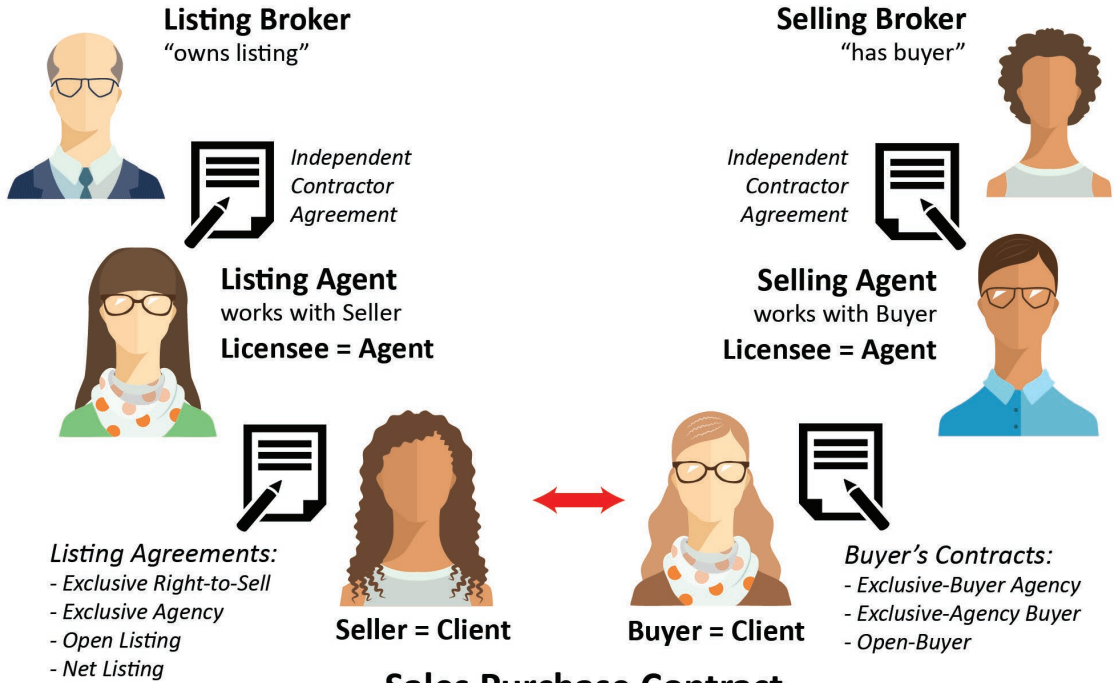 Listing Broker
“owns listing”
Selling Broker
“has buyer”
Independent
Contractor
Agreement
Independent
Contractor
Agreement
Listing Agent
works with Seller
Licensee = Agent
Selling Agent
works with Buyer
Licensee = Agent
Listing Agreements:
- Exclusive Right-to-Sell
- Exclusive Agency
- Open Listing
- Net Listing
Seller = Client
Buyer = Client
Buyer’s Contracts:
- Exclusive-Buyer Agency
- Exclusive-Agency Buyer
- Open-Buyer
Sales Purchase Contract